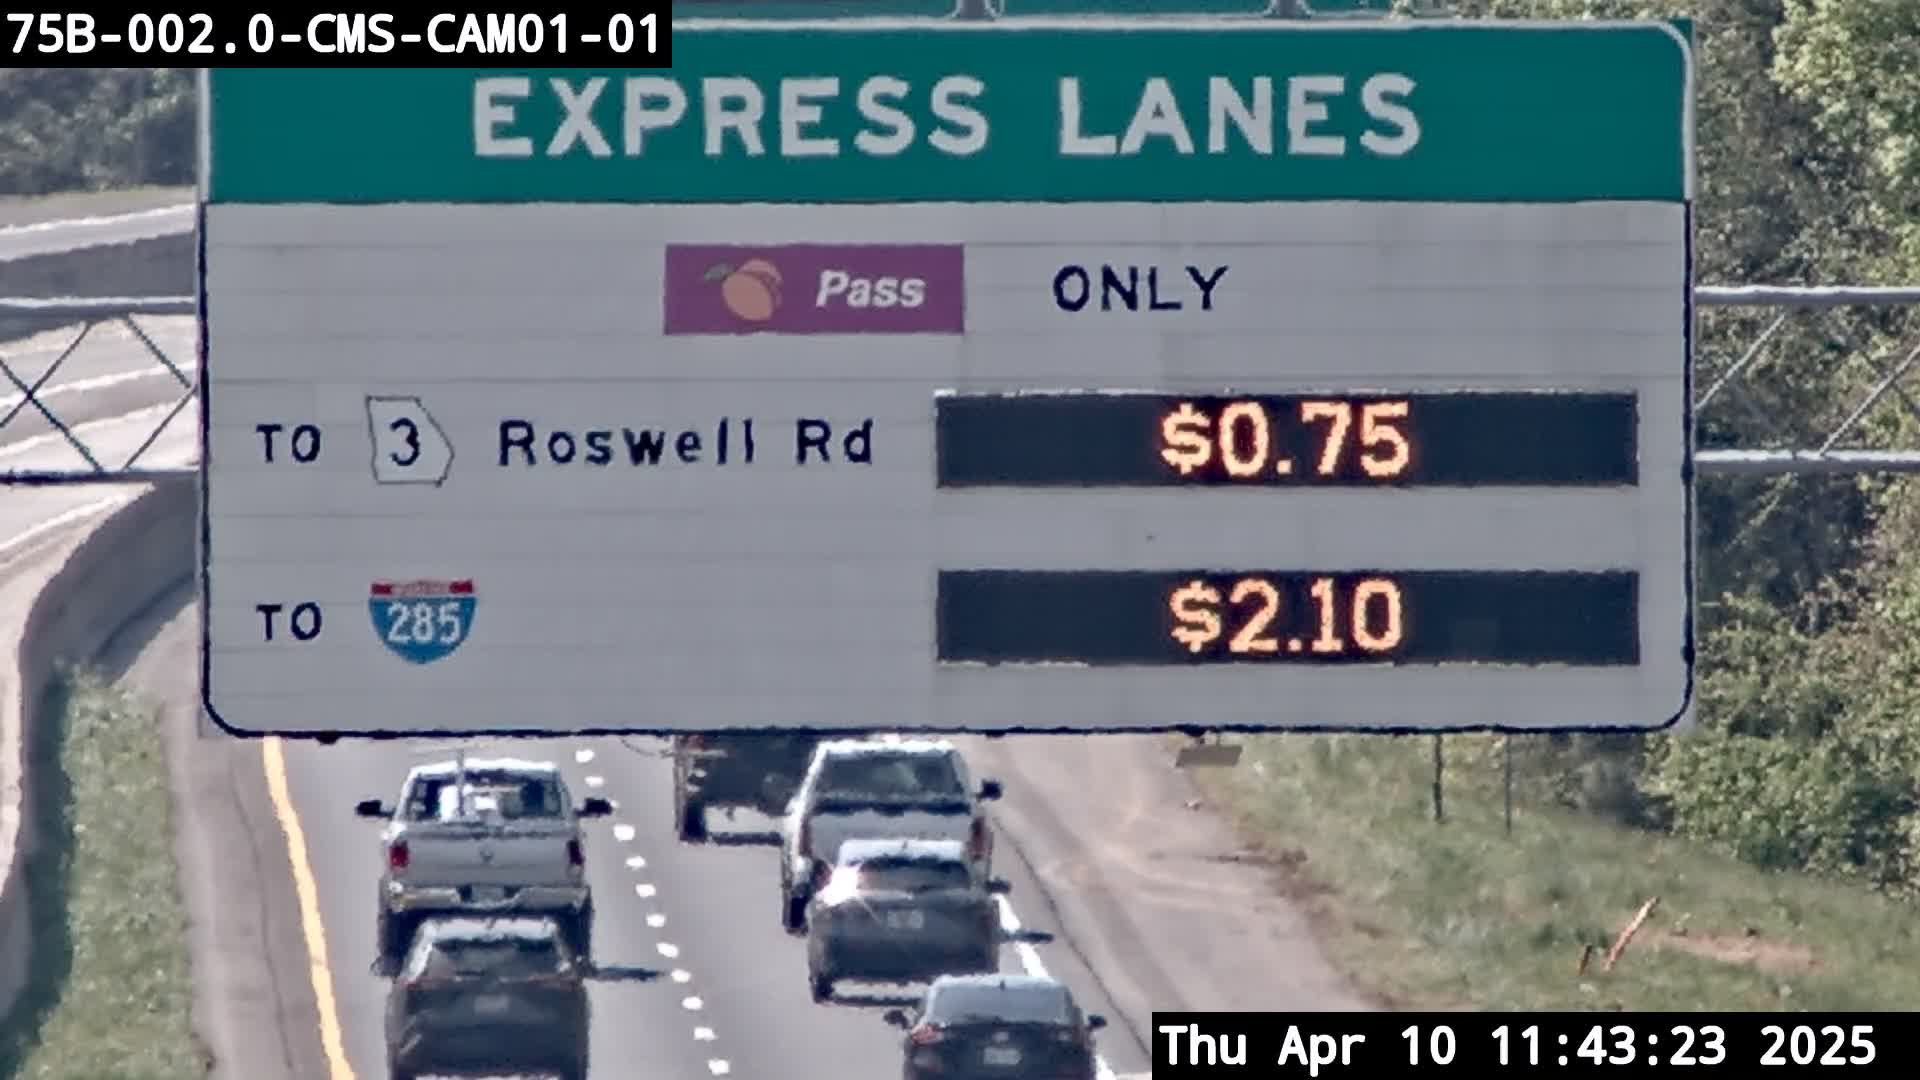 75B-002.0-CMS-CAM01-01
EXPRESS LANES
Pass ONLY
TO 3 Roswell Rd $0.75
TO 285 $2.10
Thu Apr 10 11:43:23 2025